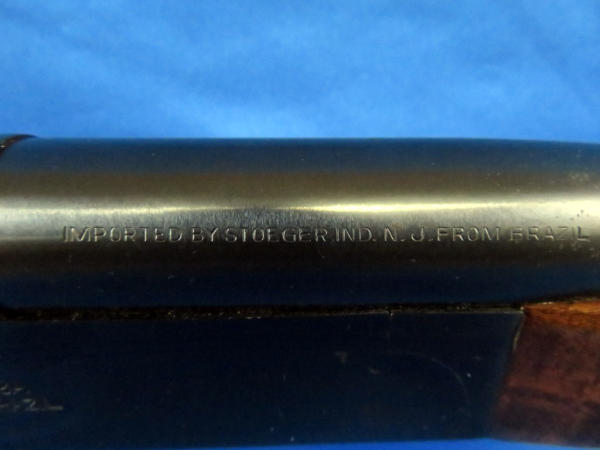 IMPORTED BY STOEGER IND. N. J. FROM BRAZIL